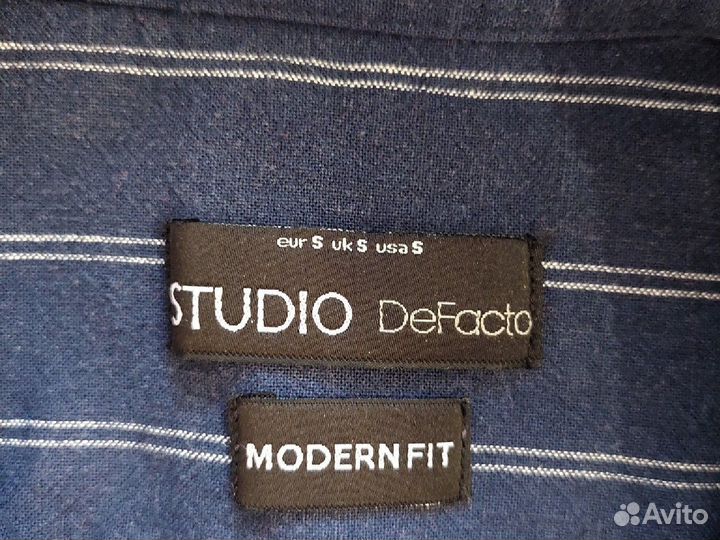 eur S uk S usa S
STUDIO DeFacto
MODERN FIT
Avito